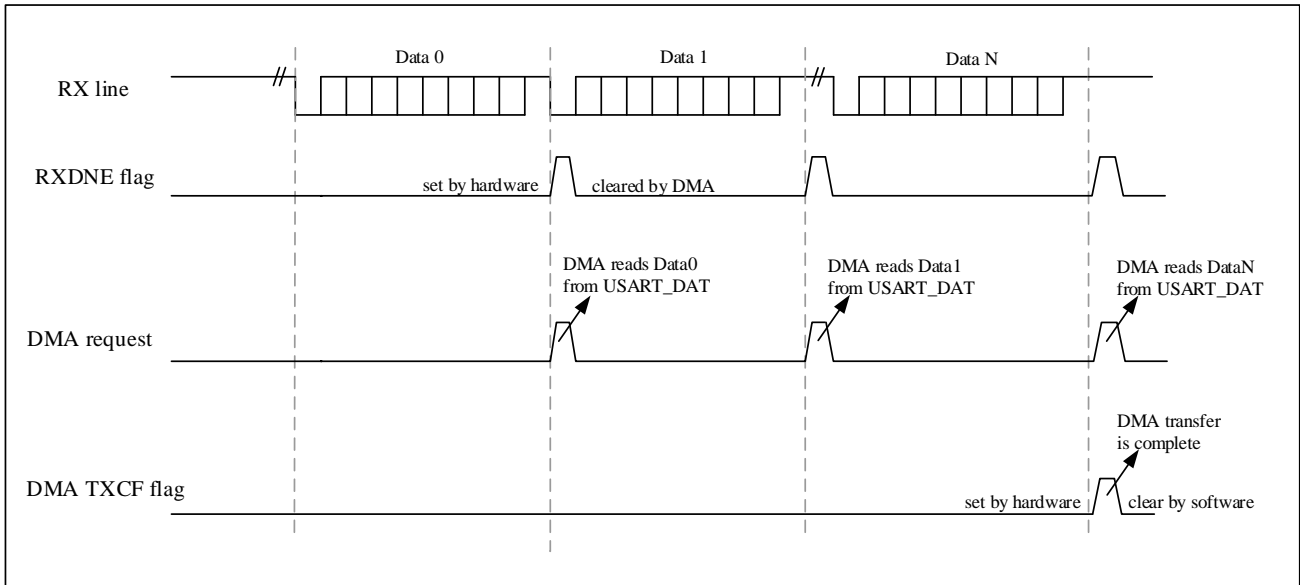 Data 0
Data 1
Data N
RX line
RXDNE flag
set by hardware
cleared by DMA
DMA reads Data0
from USART_DAT
DMA reads Data1
from USART_DAT
DMA reads DataN
from USART_DAT
DMA request
DMA transfer
is complete
DMA TXCF flag
set by hardware
clear by software